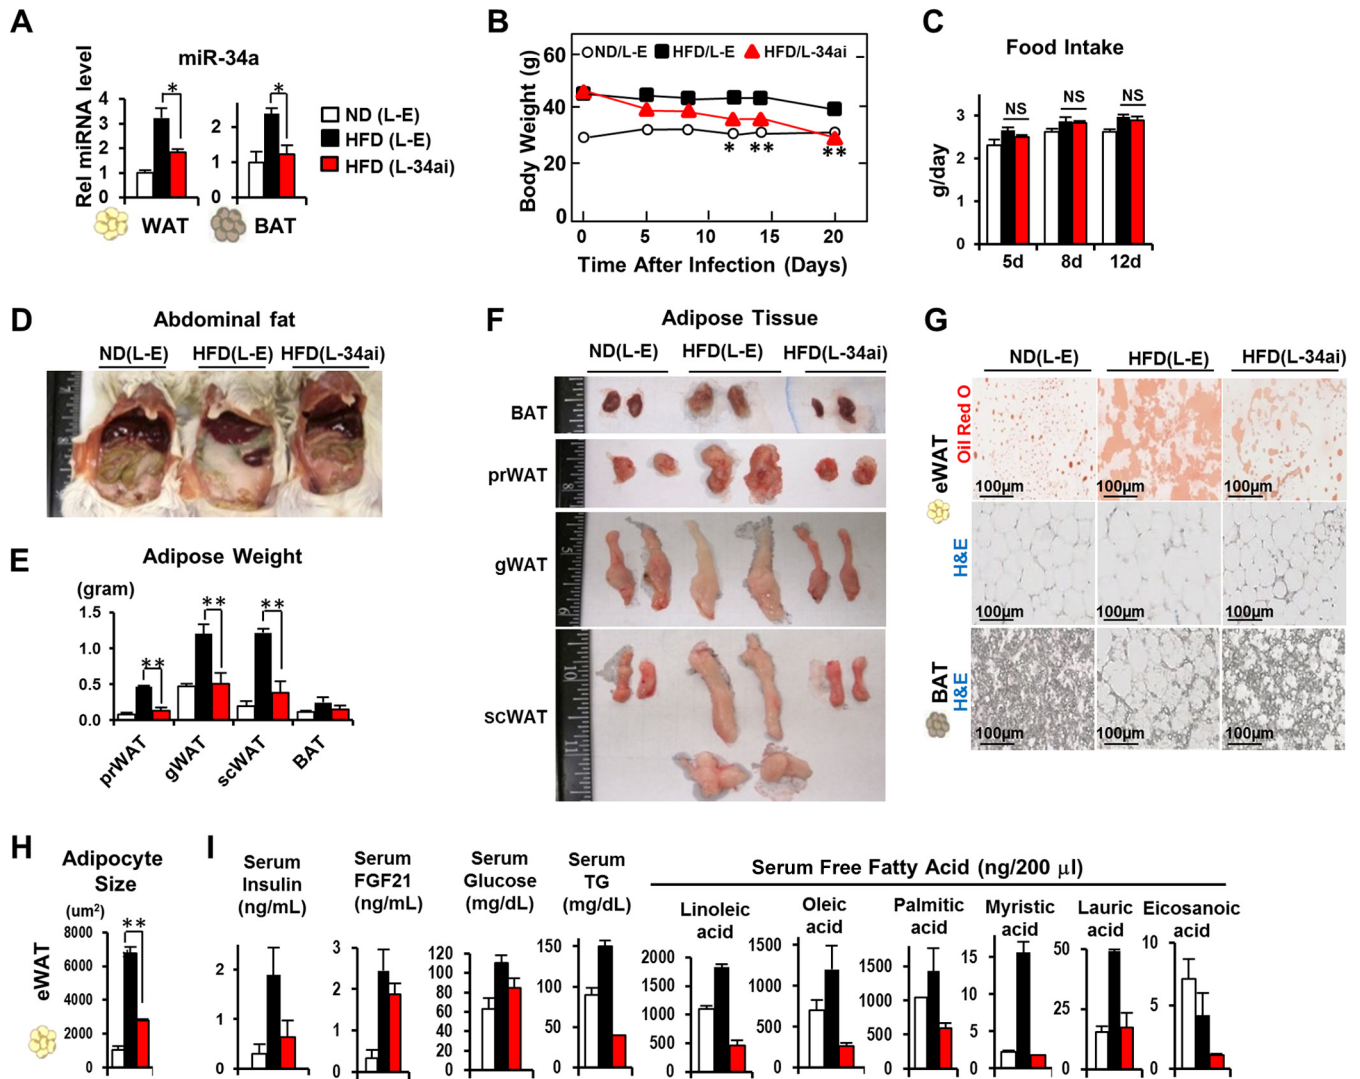 A
miR-34a
Rel miRNA level
4
3
2
1
0
*
WAT
2
1
0
*
BAT
ND (L-E)
HFD (L-E)
HFD (L-34ai)
B
Body Weight (g)
60
40
20
0
ND/L-E HFD/L-E HFD/L-34ai
* ** **
0 5 10 15 20
Time After Infection (Days)
C
Food Intake
g/day
3
2
1
0
NS NS NS
5d 8d 12d
D
Abdominal fat
ND(L-E) HFD(L-E) HFD(L-34ai)
E
Adipose Weight
(gram)
1.5
1.0
0.5
0.0
** ** **
prWAT gWAT scWAT BAT
F
Adipose Tissue
ND(L-E) HFD(L-E) HFD(L-34ai)
BAT
prWAT
8
gWAT
5
6
scWAT
10
11
G
ND(L-E) HFD(L-E) HFD(L-34ai)
eWAT
Oil Red O
100μm 100μm 100μm
H&E
100μm 100μm 100μm
BAT
H&E
100μm 100μm 100μm
H
Adipocyte
Size
(um²)
eWAT
8000
6000
4000
2000
0
**
I
Serum
Insulin
(ng/mL)
2
1
0
Serum
FGF21
(ng/mL)
3
2
1
0
Serum
Glucose
(mg/dL)
120
100
80
60
40
20
0
Serum
TG
(mg/dL)
150
100
50
0
Serum Free Fatty Acid (ng/200 μl)
Linoleic
acid
2000
1000
0
Oleic
acid
1500
1000
500
0
Palmitic
acid
1500
1000
500
0
Myristic
acid
15
10
5
0
Lauric
acid
50
25
0
Eicosanoic
acid
10
5
0